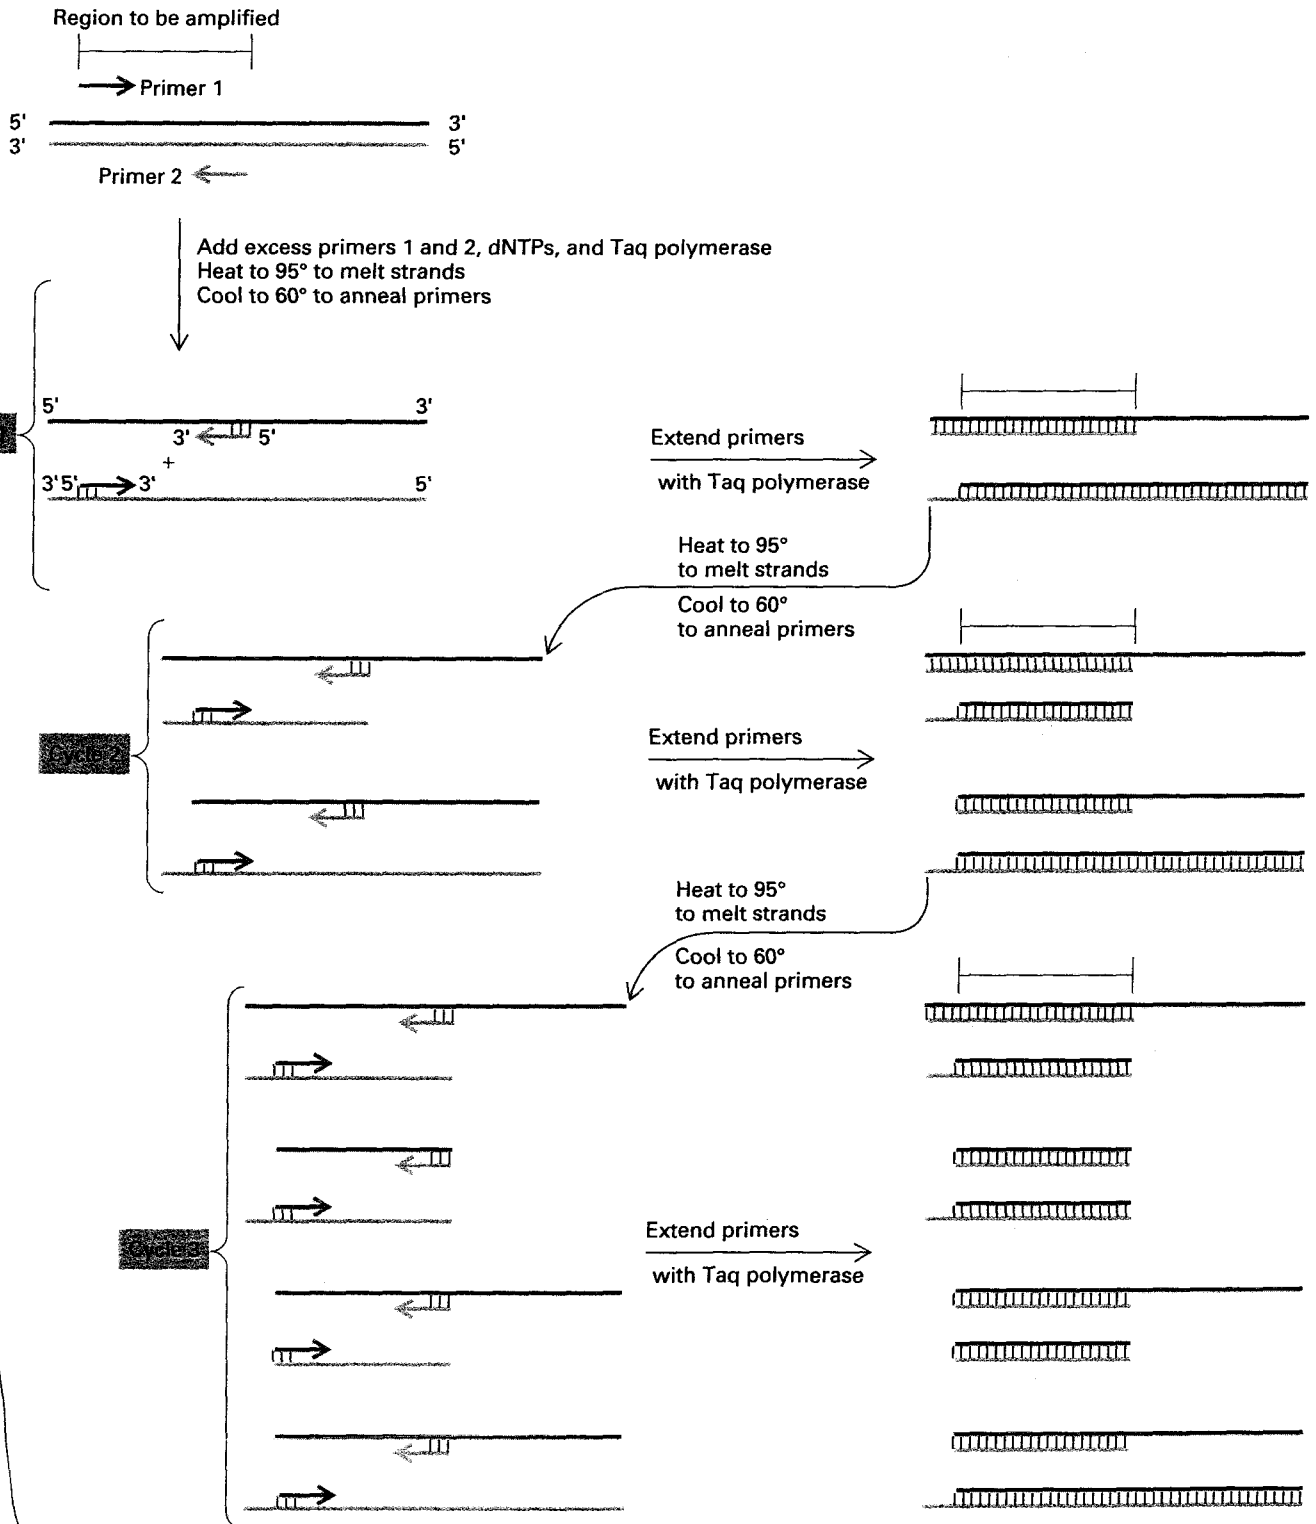 Region to be amplified
Primer 1
5' 3'
3' 5'
Primer 2
Add excess primers 1 and 2, dNTPs, and Taq polymerase
Heat to 95° to melt strands
Cool to 60° to anneal primers
5' 3'
3' 5'
+
3' 5' 3' 5'
Extend primers
with Taq polymerase
Heat to 95°
to melt strands
Cool to 60°
to anneal primers
Cycle 2
Extend primers
with Taq polymerase
Heat to 95°
to melt strands
Cool to 60°
to anneal primers
Cycle 3
Extend primers
with Taq polymerase